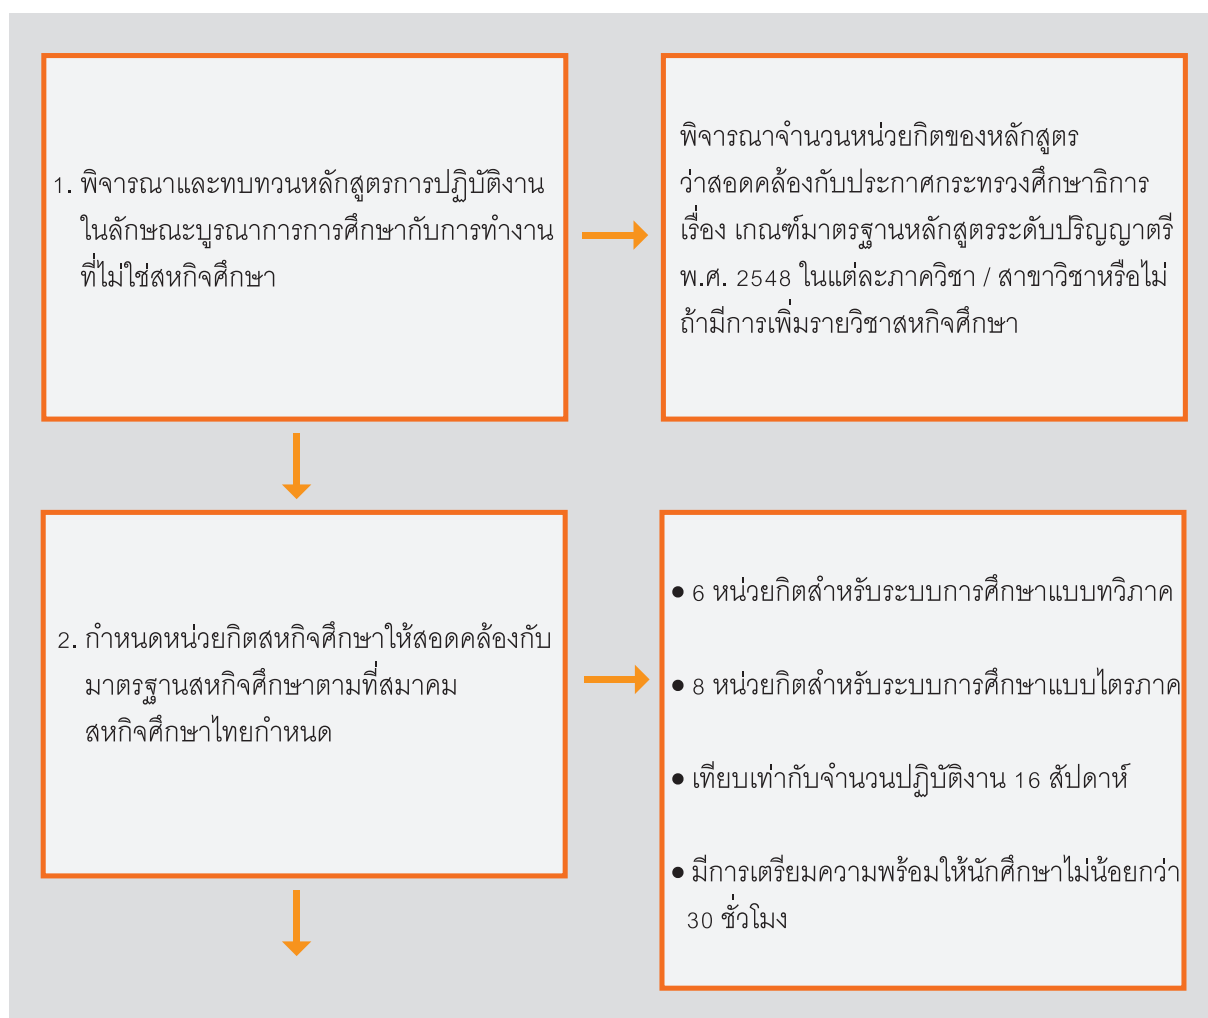 1. พิจารณาและทบทวนหลักสูตรการปฏิบัติงาน
ในลักษณะบูรณาการการศึกษากับการทำงาน
ที่ไม่ใช่สหกิจศึกษา
พิจารณาจำนวนหน่วยกิตของหลักสูตร
ว่าสอดคล้องกับประกาศกระทรวงศึกษาธิการ
เรื่อง เกณฑ์มาตรฐานหลักสูตรระดับปริญญาตรี
พ.ศ. 2548 ในแต่ละภาควิชา / สาขาวิชาหรือไม่
ถ้ามีการเพิ่มรายวิชาสหกิจศึกษา
2. กำหนดหน่วยกิตสหกิจศึกษาให้สอดคล้องกับ
มาตรฐานสหกิจศึกษาตามที่สมาคม
สหกิจศึกษาไทยกำหนด
● 6 หน่วยกิตสำหรับระบบการศึกษาแบบทวิภาค
● 8 หน่วยกิตสำหรับระบบการศึกษาแบบไตรภาค
● เทียบเท่ากับจำนวนปฏิบัติงาน 16 สัปดาห์
● มีการเตรียมความพร้อมให้นักศึกษาไม่น้อยกว่า
30 ชั่วโมง